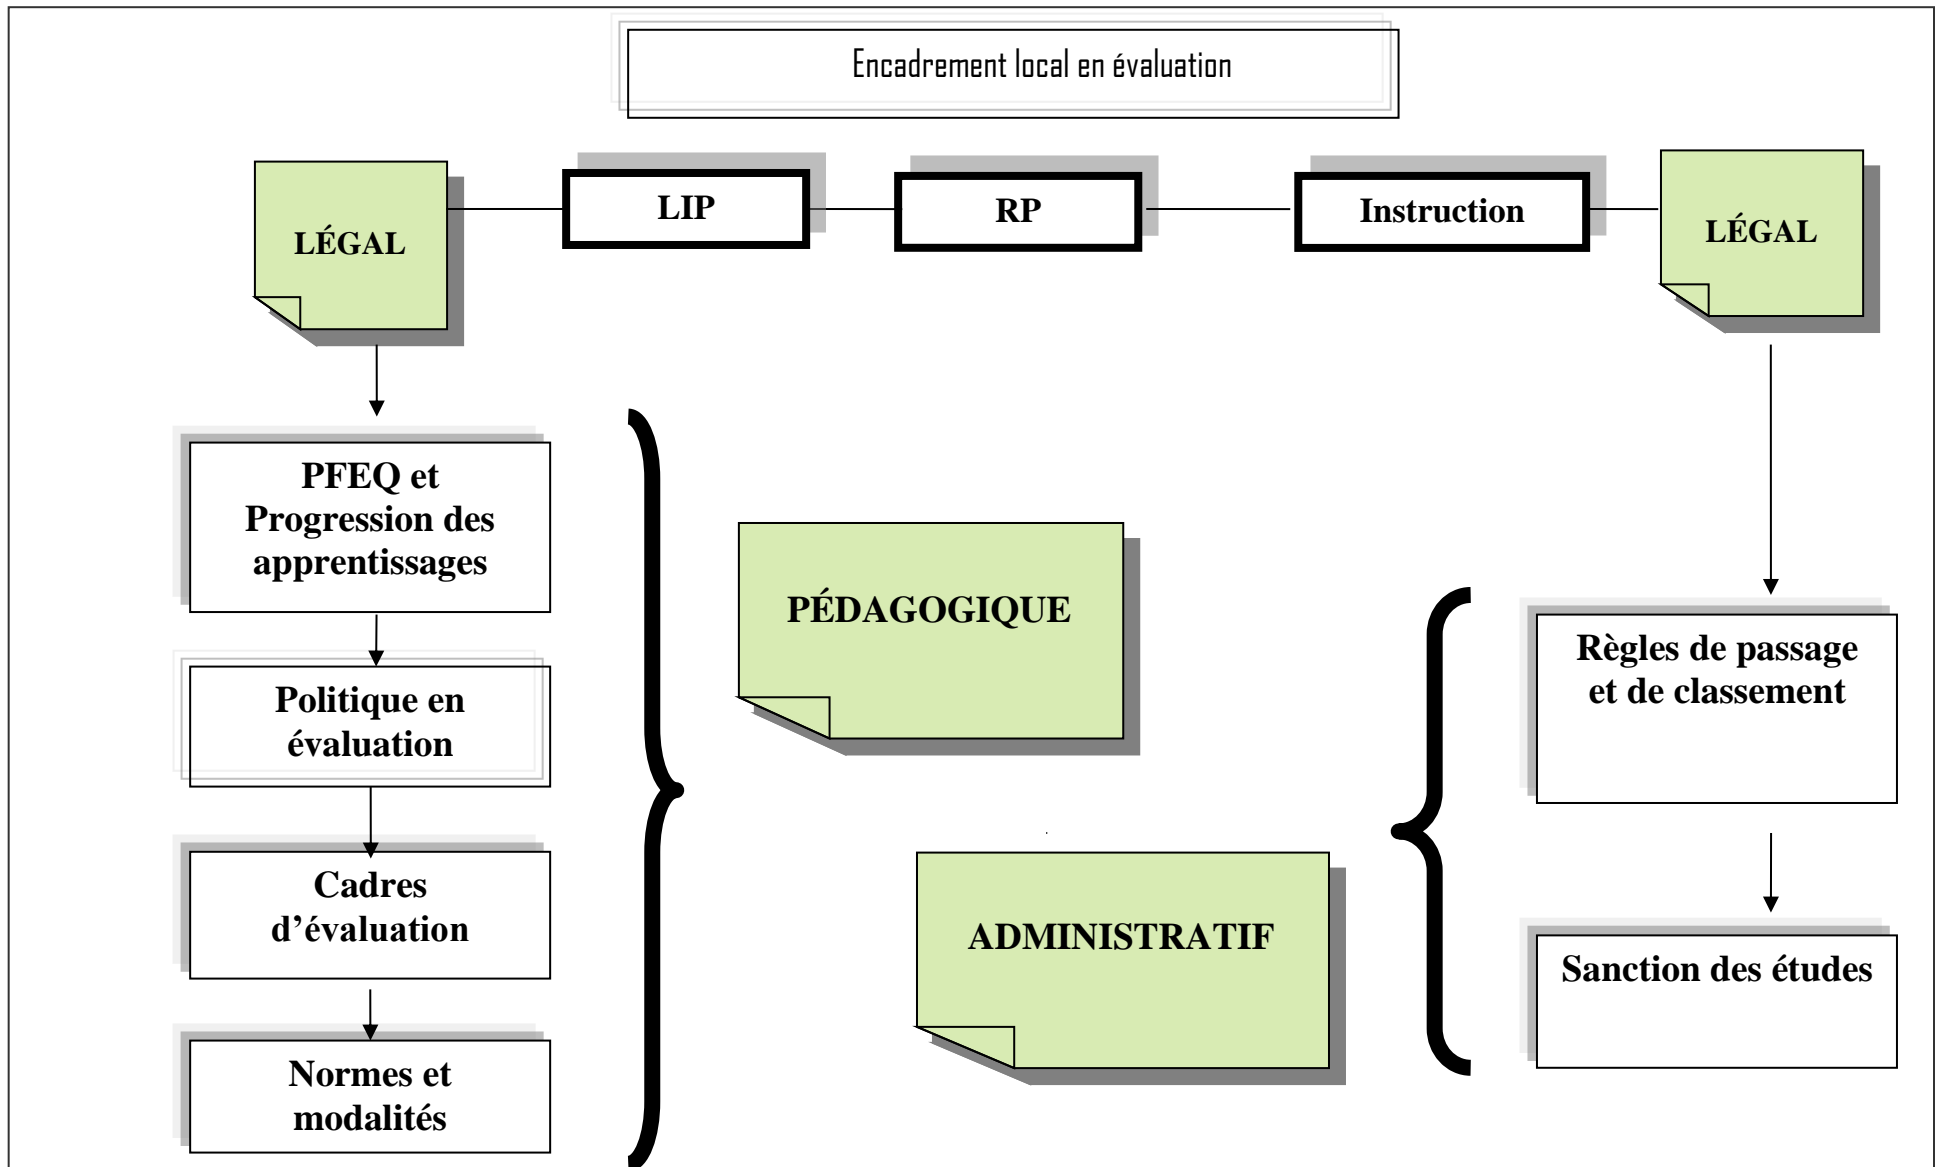 Encadrement local en évaluation
LÉGAL
LIP
RP
Instruction
LÉGAL
PFEQ et
Progression des
apprentissages
Politique en
évaluation
Cadres
d’évaluation
Normes et
modalités
PÉDAGOGIQUE
ADMINISTRATIF
Règles de passage
et de classement
Sanction des études